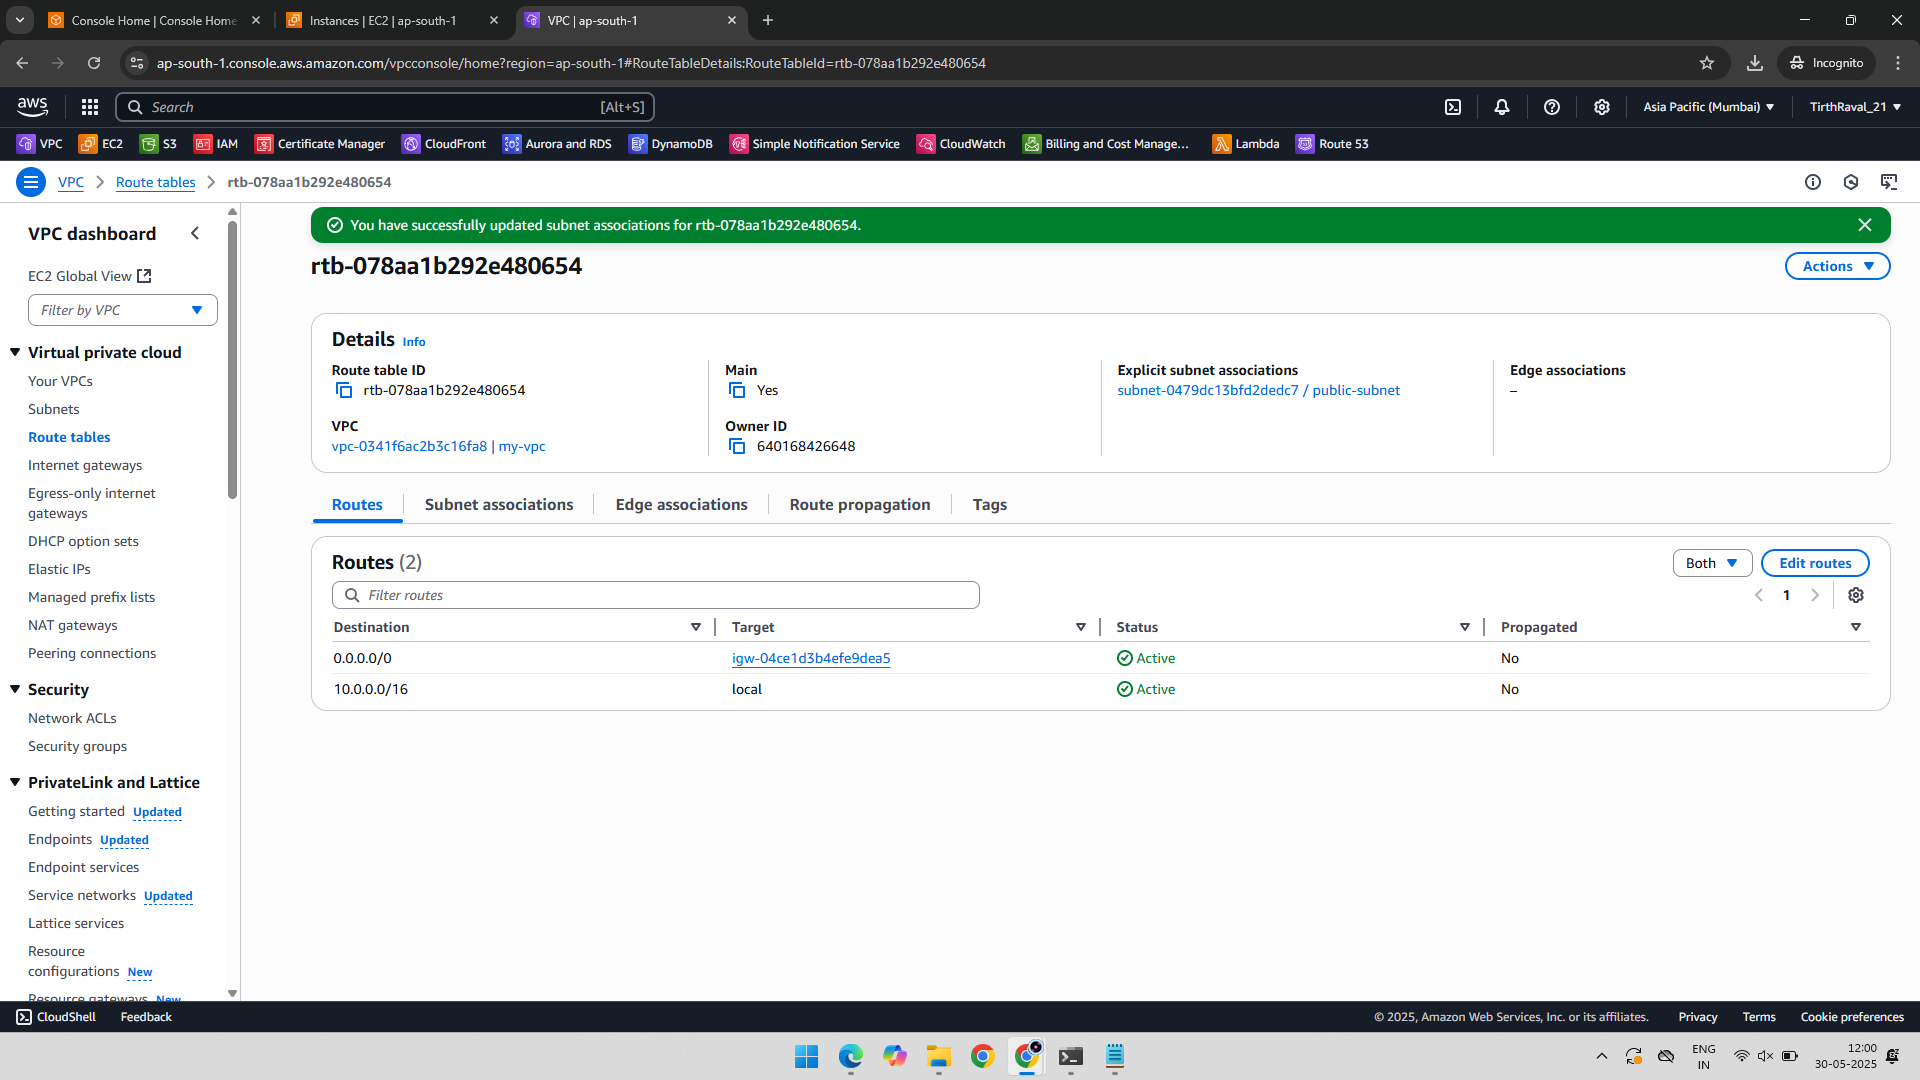 Console Home | Console Home
Instances | EC2 | ap-south-1
VPC | ap-south-1
ap-south-1.console.aws.amazon.com/vpcconsole/home?region=ap-south-1#RouteTableDetails:RouteTableId=rtb-078aa1b292e480654
Incognito
aws
Search
[Alt+S]
Asia Pacific (Mumbai)
TirthRaval_21
VPC
EC2
S3
IAM
Certificate Manager
CloudFront
Aurora and RDS
DynamoDB
Simple Notification Service
CloudWatch
Billing and Cost Manage...
Lambda
Route 53
VPC
Route tables
rtb-078aa1b292e480654
VPC dashboard
EC2 Global View
Filter by VPC
Virtual private cloud
Your VPCs
Subnets
Route tables
Internet gateways
Egress-only internet
gateways
DHCP option sets
Elastic IPs
Managed prefix lists
NAT gateways
Peering connections
Security
Network ACLs
Security groups
PrivateLink and Lattice
Getting started Updated
Endpoints Updated
Endpoint services
Service networks Updated
Lattice services
Resource
configurations New
Resource gateways New
You have successfully updated subnet associations for rtb-078aa1b292e480654.
rtb-078aa1b292e480654
Actions
Details Info
Route table ID
rtb-078aa1b292e480654
Main
Yes
Explicit subnet associations
subnet-0479dc13bfd2dedc7 / public-subnet
Edge associations
–
VPC
vpc-0341f6ac2b3c16fa8 | my-vpc
Owner ID
640168426648
Routes
Subnet associations
Edge associations
Route propagation
Tags
Routes (2)
Both
Edit routes
Filter routes
1
Destination Target Status Propagated
0.0.0.0/0 igw-04ce1d3b4efe9dea5 Active No
10.0.0.0/16 local Active No
CloudShell
Feedback
© 2025, Amazon Web Services, Inc. or its affiliates.
Privacy
Terms
Cookie preferences
ENG
IN
12:00
30-05-2025